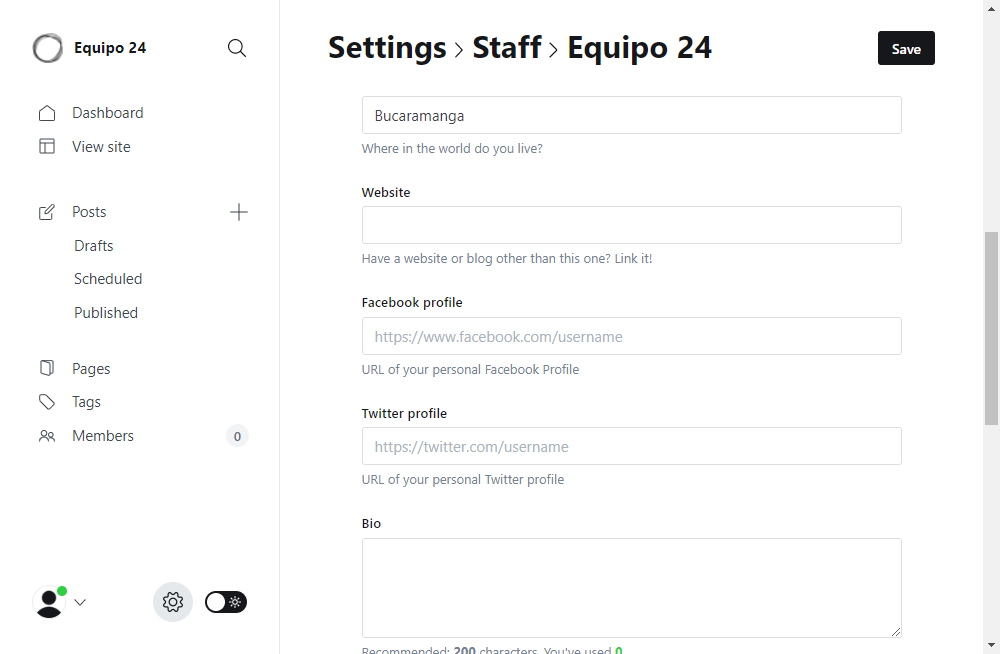 Equipo 24
Settings > Staff > Equipo 24
Save
Dashboard
View site
Posts
Drafts
Scheduled
Published
Pages
Tags
Members
0
Bucaramanga
Where in the world do you live?
Website
Have a website or blog other than this one? Link it!
Facebook profile
https://www.facebook.com/username
URL of your personal Facebook Profile
Twitter profile
https://twitter.com/username
URL of your personal Twitter profile
Bio
Recommended: 200 characters. You've used 0